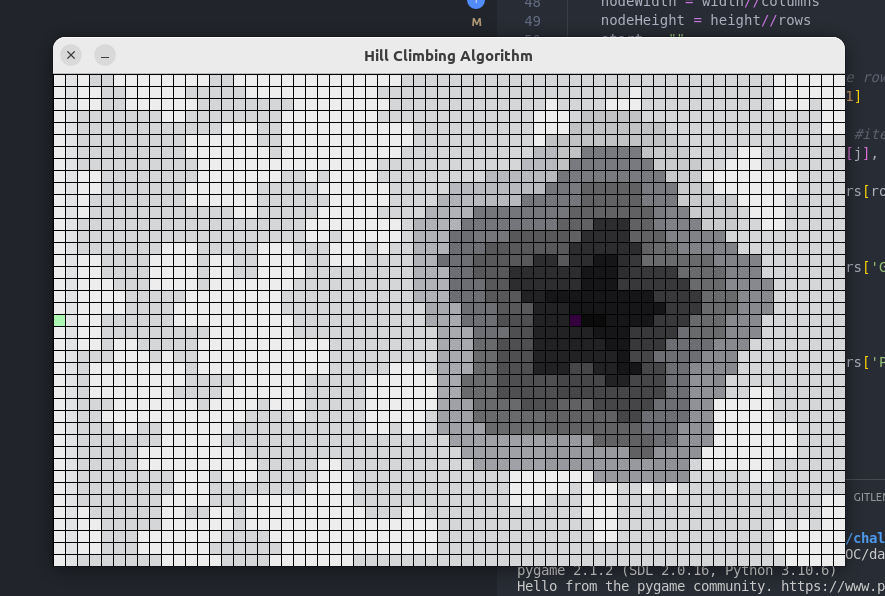 48 nodeWidth = width//columns
M
49 nodeHeight = height//rows
Hill Climbing Algorithm
e row
1]
#ite
[j],
rs[ro
rs['G
rs['P
GITLEN
/chal
OC/da
pygame 2.1.2 (SDL 2.0.16, Python 3.10.6)
Hello from the pygame community. https://www.p